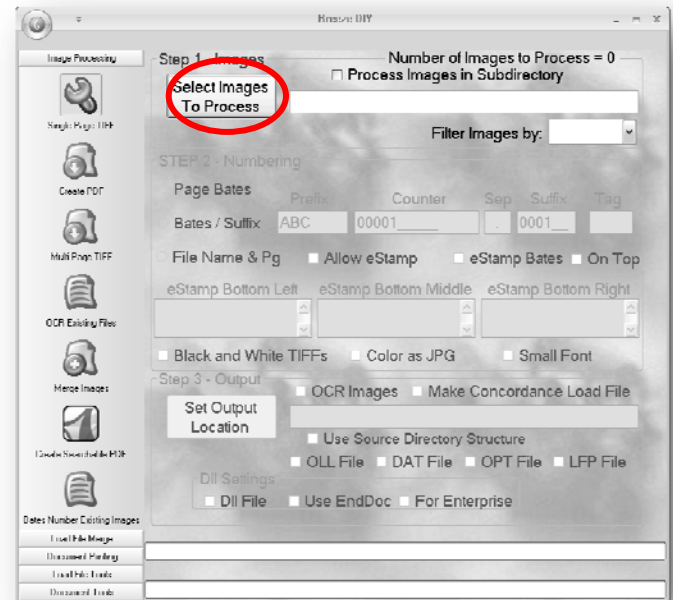 Breeze DIY
Image Processing
Single Page TIFF
Create PDF
Multi Page TIFF
OCR Existing Files
Merge Images
Create Searchable PDF
Bates Number Existing Images
Load File Merge
Document Printing
Load File Tools
Document Tools
Step 1 - Images
Number of Images to Process = 0
Process Images in Subdirectory
Select Images
To Process
Filter Images by:
STEP 2 - Numbering
Page Bates
Prefix Counter Sep Suffix Tag
Bates / Suffix ABC 00001_____ . 0001__
File Name & Pg Allow eStamp eStamp Bates On Top
eStamp Bottom Left eStamp Bottom Middle eStamp Bottom Right
Black and White TIFFs Color as JPG Small Font
Step 3 - Output
OCR Images Make Concordance Load File
Set Output
Location
Use Source Directory Structure
OLL File DAT File OPT File LFP File
DII Settings
DII File Use EndDoc For Enterprise